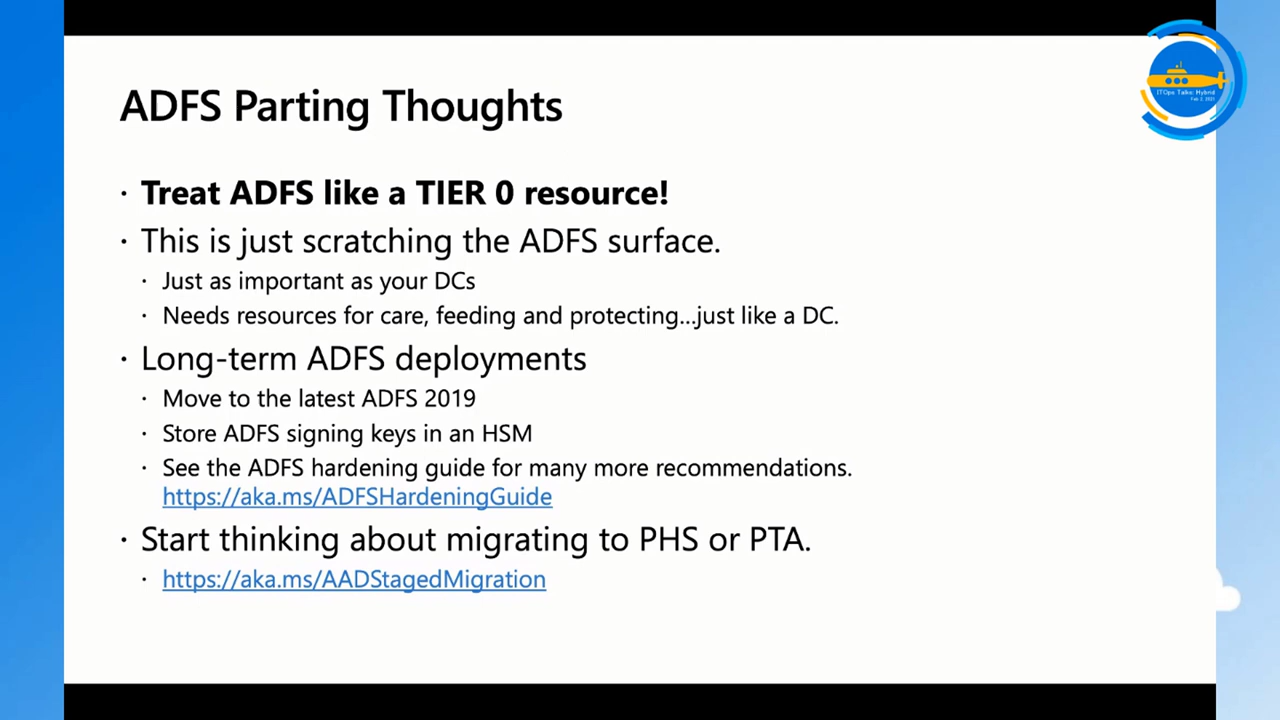 ITOps Talks: Hybrid
Feb 2, 2021
ADFS Parting Thoughts
· Treat ADFS like a TIER 0 resource!
· This is just scratching the ADFS surface.
· Just as important as your DCs
· Needs resources for care, feeding and protecting...just like a DC.
· Long-term ADFS deployments
· Move to the latest ADFS 2019
· Store ADFS signing keys in an HSM
· See the ADFS hardening guide for many more recommendations.
https://aka.ms/ADFSHardeningGuide
· Start thinking about migrating to PHS or PTA.
· https://aka.ms/AADStagedMigration